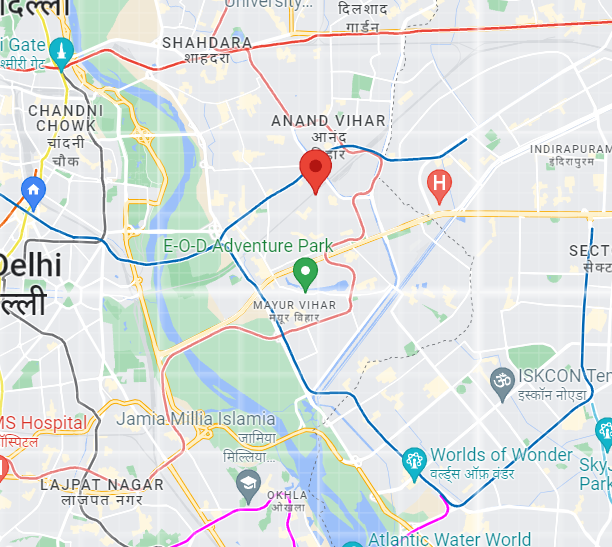 दिल्ली
University...
दिलशाद
गार्डन
SHAHDARA
शाहदरा
i Gate
श्मीरी गेट
CHANDNI
CHOWK
चांदनी
चौक
ANAND VIHAR
आनंद
विहार
INDIRAPURAM
इंदिरापुरम
H
E-O-D Adventure Park
Delhi
ल्ली
SECT
सेक्ट
MAYUR VIHAR
मयूर विहार
ISKCON Tem
इस्कॉन नोएडा
MS Hospital
हॉस्पिटल
Jamia Millia Islamia
जामिया
मिल्लिया...
Worlds of Wonder
वर्ल्ड्स ऑफ़ वंडर
Sky
Park
LAJPAT NAGAR
लाजपत नगर
OKHLA
ओखला
Atlantic Water World